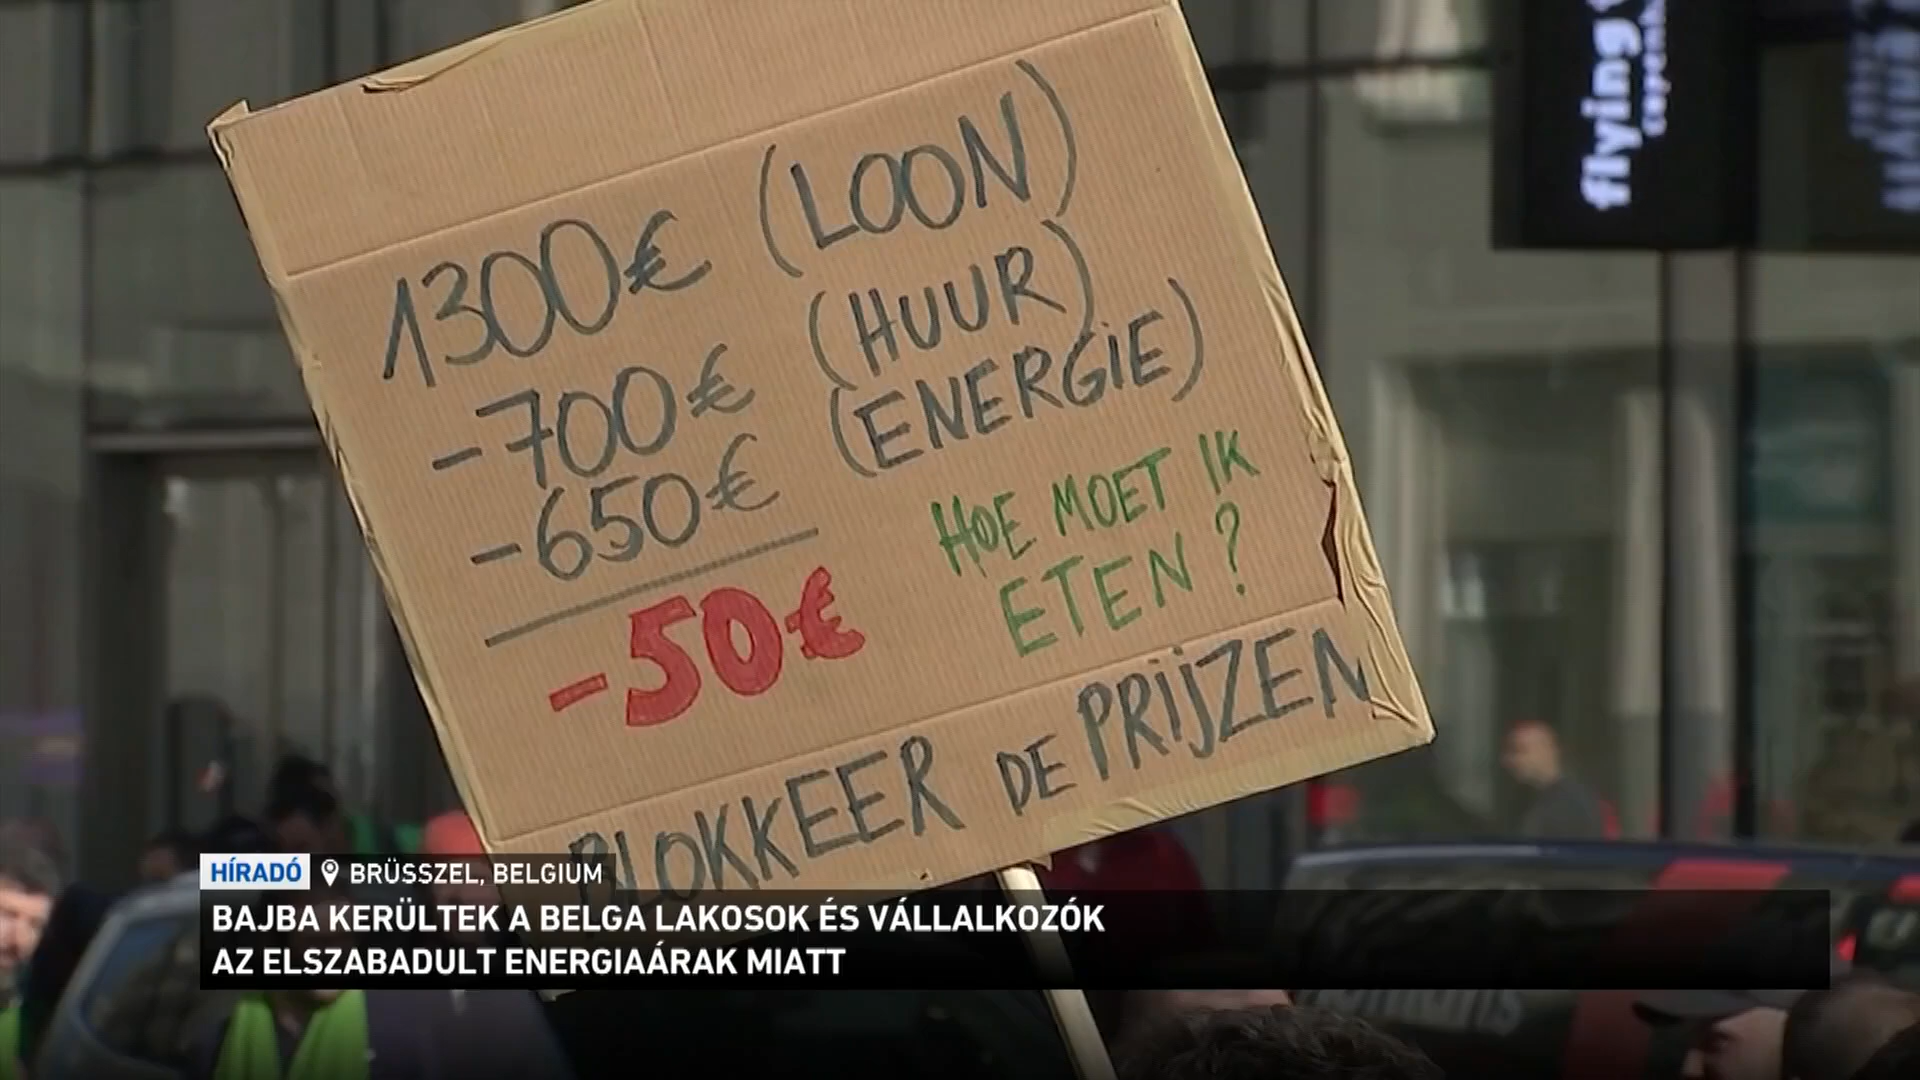 flying
1300€ (LOON)
-700€ (HUUR)
-650€ (ENERGIE)
-50€
HOE MOET IK
ETEN?
BLOKKEER DE PRIJZEN
HÍRADÓ BRÜSSZEL, BELGIUM
BAJBA KERÜLTEK A BELGA LAKOSOK ÉS VÁLLALKOZÓK
AZ ELSZABADULT ENERGIAÁRAK MIATT